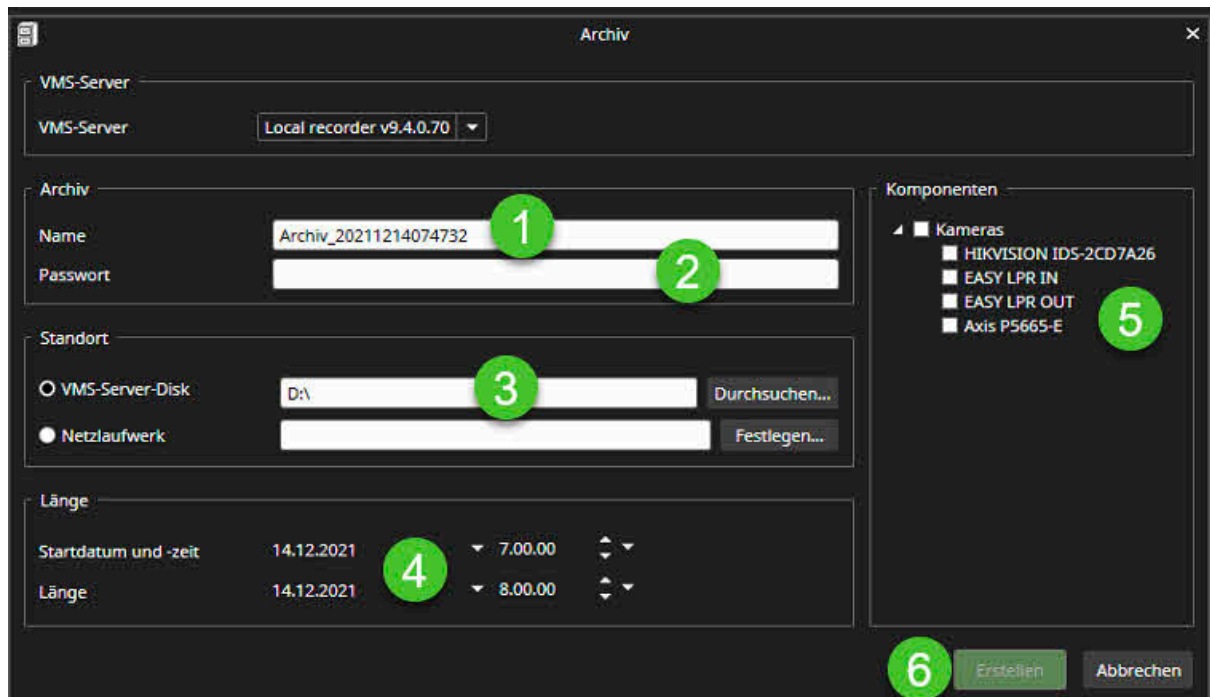 Archiv
VMS-Server
VMS-Server Local recorder v9.4.0.70
Archiv
Name Archiv_20211214074732 1
Passwort 2
Standort
VMS-Server-Disk D:\ 3 Durchsuchen...
Netzlaufwerk Festlegen...
Länge
Startdatum und -zeit 14.12.2021 7.00.00
4
Länge 14.12.2021 8.00.00
Komponenten
Kameras
HIKVISION IDS-2CD7A26
EASY LPR IN
EASY LPR OUT
Axis P5665-E
5
6 Erstellen Abbrechen